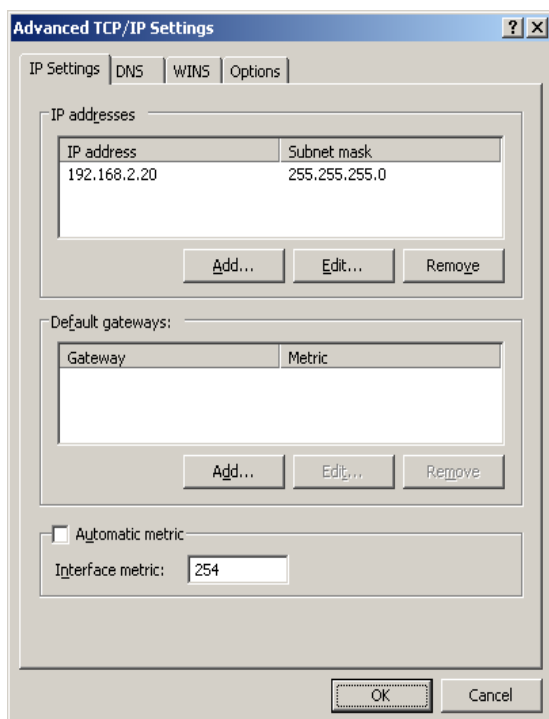 Advanced TCP/IP Settings
IP Settings DNS WINS Options
IP addresses
IP address Subnet mask
192.168.2.20 255.255.255.0
Add... Edit... Remove
Default gateways:
Gateway Metric
Add... Edit... Remove
Automatic metric
Interface metric: 254
OK Cancel